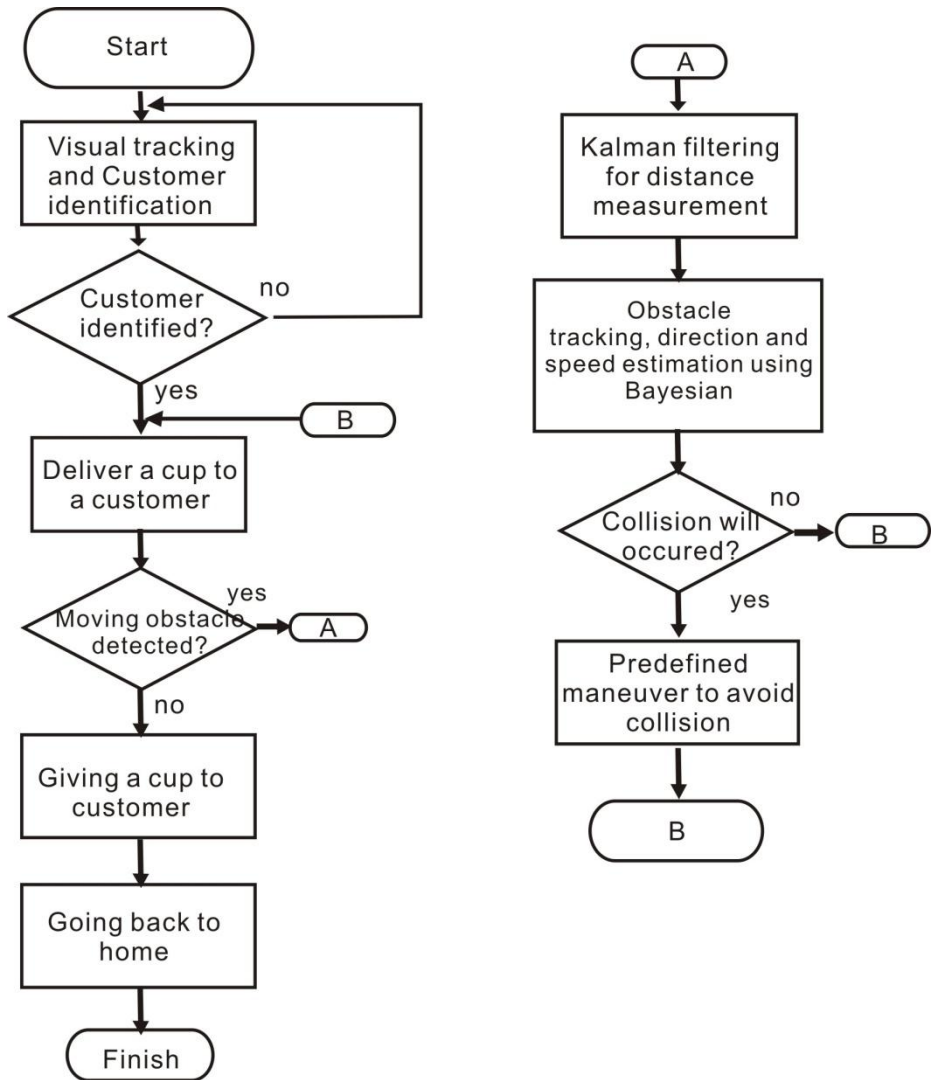 Start
Visual tracking
and Customer
identification
Customer
identified?
no
yes
B
Deliver a cup to
a customer
Moving obstacle
detected?
yes
A
no
Giving a cup to
customer
Going back to
home
Finish
A
Kalman filtering
for distance
measurement
Obstacle
tracking, direction and
speed estimation using
Bayesian
Collision will
occured?
no
B
yes
Predefined
maneuver to avoid
collision
B